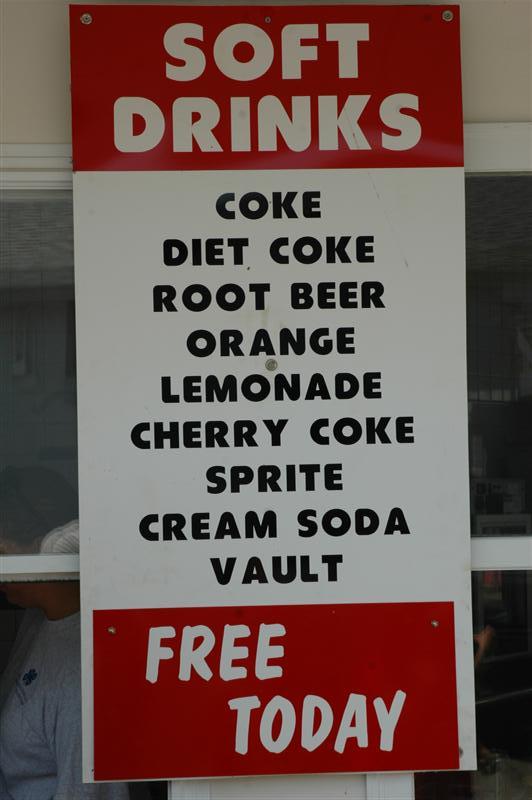 SOFT
DRINKS
COKE
DIET COKE
ROOT BEER
ORANGE
LEMONADE
CHERRY COKE
SPRITE
CREAM SODA
VAULT
FREE
TODAY